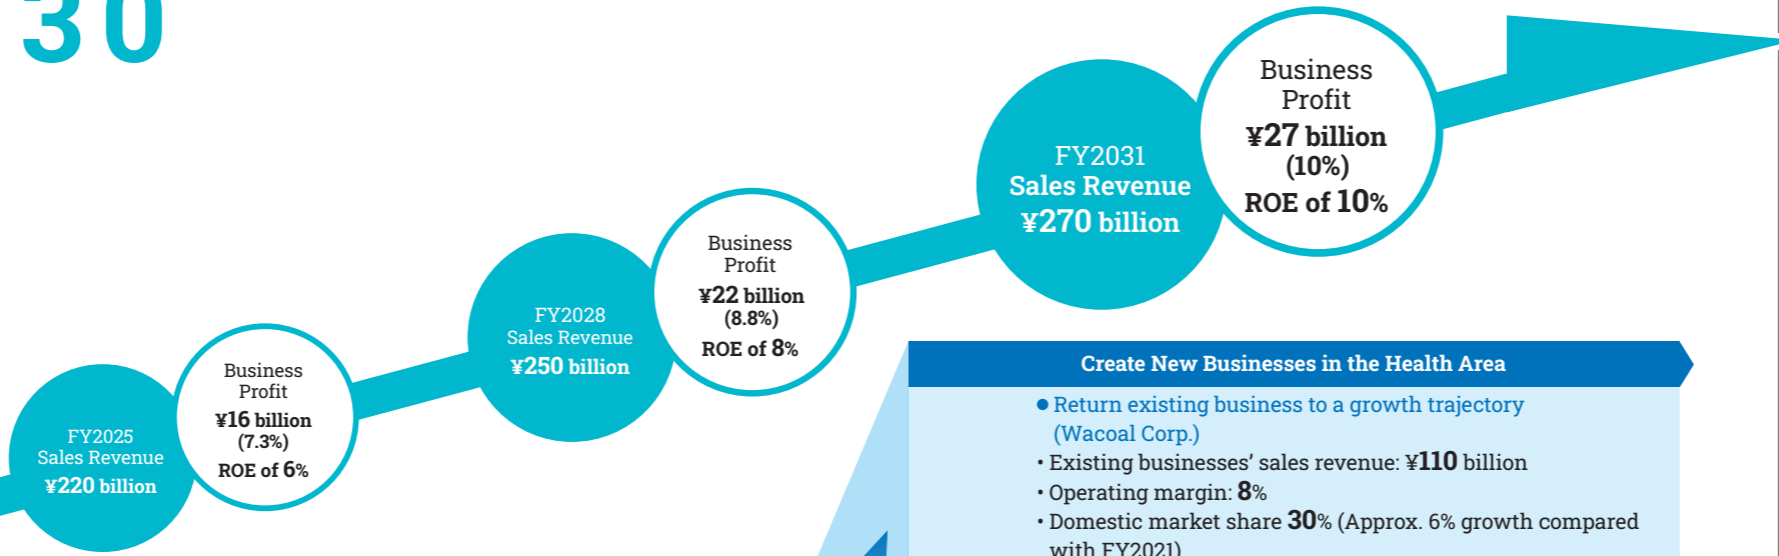 30
FY2025
Sales Revenue
¥220 billion
Business
Profit
¥16 billion
(7.3%)
ROE of 6%
FY2028
Sales Revenue
¥250 billion
Business
Profit
¥22 billion
(8.8%)
ROE of 8%
FY2031
Sales Revenue
¥270 billion
Business
Profit
¥27 billion
(10%)
ROE of 10%
Create New Businesses in the Health Area
● Return existing business to a growth trajectory
(Wacoal Corp.)
・Existing businesses’ sales revenue: ¥110 billion
・Operating margin: 8%
・Domestic market share 30% (Approx. 6% growth compared
with FY2021)